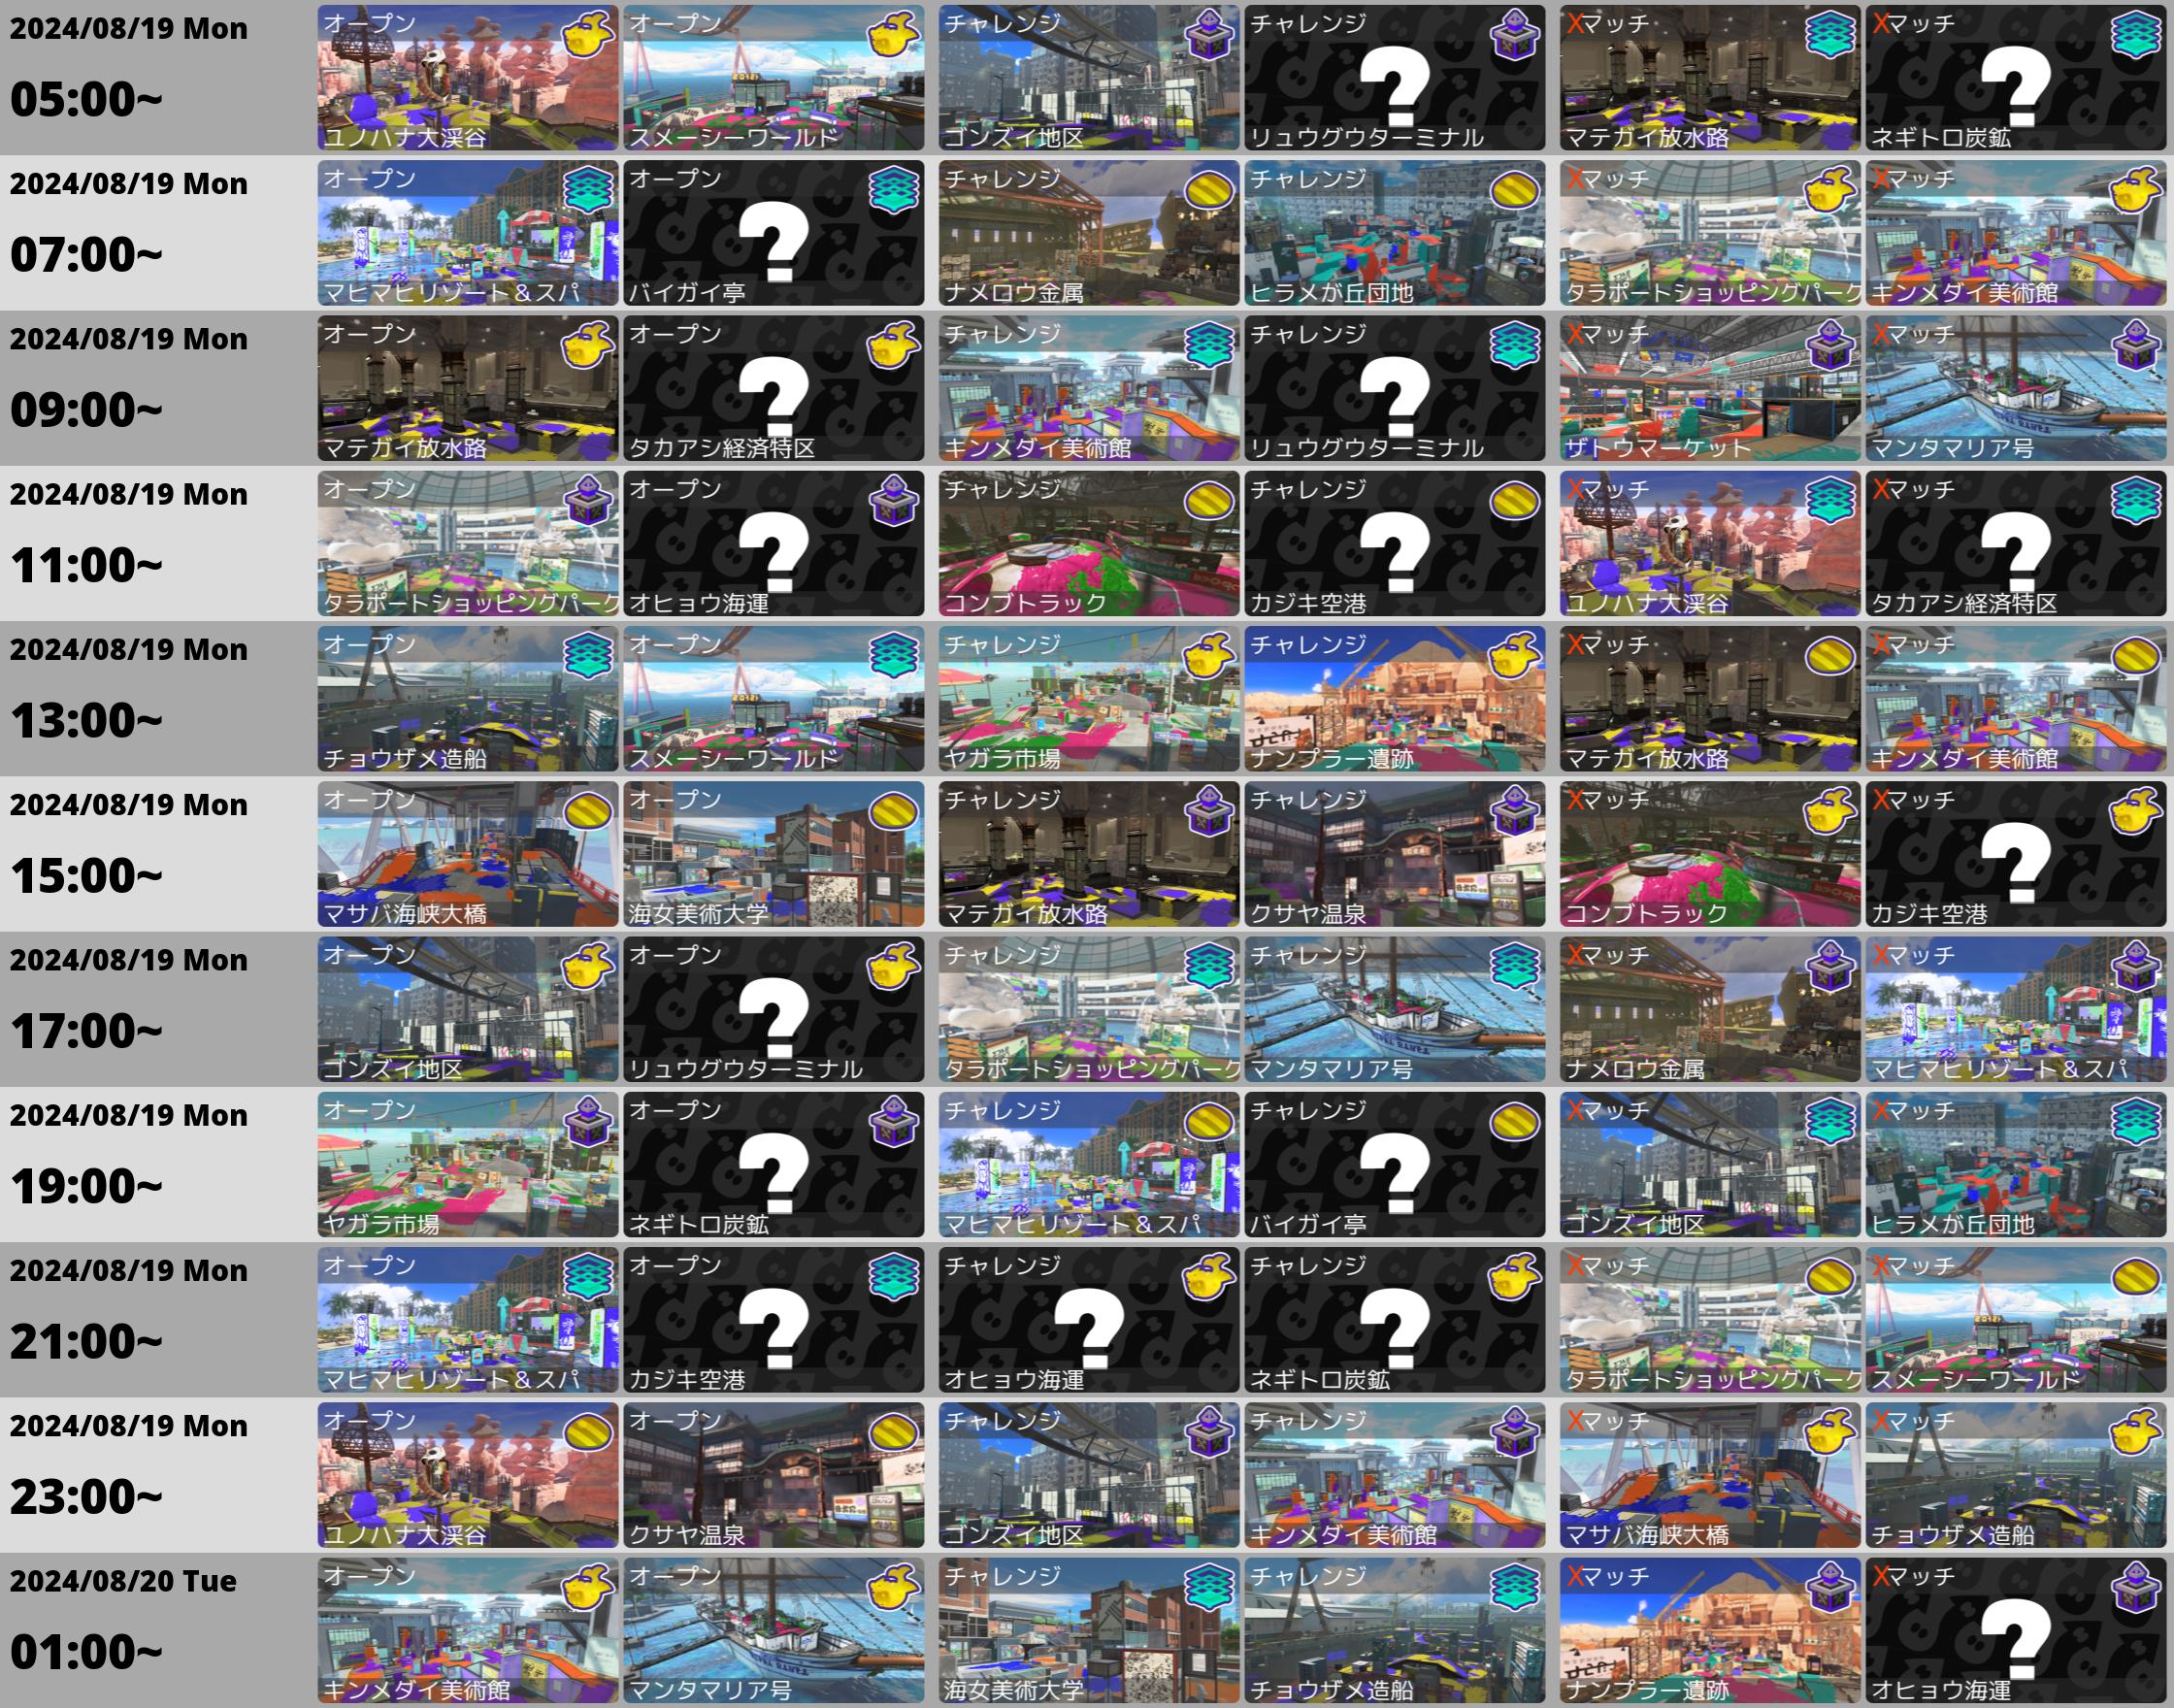 2024/08/19 Mon
05:00~
オープン
ユノハナ大渓谷
オープン
スメーシーワールド
チャレンジ
ゴンズイ地区
チャレンジ
リュウグウターミナル
Xマッチ
マテガイ放水路
Xマッチ
ネギトロ炭鉱
2024/08/19 Mon
07:00~
オープン
マヒマヒリゾート＆スパ
オープン
バイガイ亭
チャレンジ
ナメロウ金属
チャレンジ
ヒラメが丘団地
Xマッチ
タラポートショッピングパーク
Xマッチ
キンメダイ美術館
2024/08/19 Mon
09:00~
オープン
マテガイ放水路
オープン
タカアシ経済特区
チャレンジ
キンメダイ美術館
チャレンジ
リュウグウターミナル
Xマッチ
ザトウマーケット
Xマッチ
マンタマリア号
2024/08/19 Mon
11:00~
オープン
タラポートショッピングパーク
オープン
オヒョウ海運
チャレンジ
コンブトラック
チャレンジ
カジキ空港
Xマッチ
ユノハナ大渓谷
Xマッチ
タカアシ経済特区
2024/08/19 Mon
13:00~
オープン
チョウザメ造船
オープン
スメーシーワールド
チャレンジ
ヤガラ市場
チャレンジ
ナンプラー遺跡
Xマッチ
マテガイ放水路
Xマッチ
キンメダイ美術館
2024/08/19 Mon
15:00~
オープン
マサバ海峡大橋
オープン
海女美術大学
チャレンジ
マテガイ放水路
チャレンジ
クサヤ温泉
Xマッチ
コンブトラック
Xマッチ
カジキ空港
2024/08/19 Mon
17:00~
オープン
ゴンズイ地区
オープン
リュウグウターミナル
チャレンジ
タラポートショッピングパーク
チャレンジ
マンタマリア号
Xマッチ
ナメロウ金属
Xマッチ
マヒマヒリゾート＆スパ
2024/08/19 Mon
19:00~
オープン
ヤガラ市場
オープン
ネギトロ炭鉱
チャレンジ
マヒマヒリゾート＆スパ
チャレンジ
バイガイ亭
Xマッチ
ゴンズイ地区
Xマッチ
ヒラメが丘団地
2024/08/19 Mon
21:00~
オープン
マヒマヒリゾート＆スパ
オープン
カジキ空港
チャレンジ
オヒョウ海運
チャレンジ
ネギトロ炭鉱
Xマッチ
タラポートショッピングパーク
Xマッチ
スメーシーワールド
2024/08/19 Mon
23:00~
オープン
ユノハナ大渓谷
オープン
クサヤ温泉
チャレンジ
ゴンズイ地区
チャレンジ
キンメダイ美術館
Xマッチ
マサバ海峡大橋
Xマッチ
チョウザメ造船
2024/08/20 Tue
01:00~
オープン
キンメダイ美術館
オープン
マンタマリア号
チャレンジ
海女美術大学
チャレンジ
チョウザメ造船
Xマッチ
ナンプラー遺跡
Xマッチ
オヒョウ海運